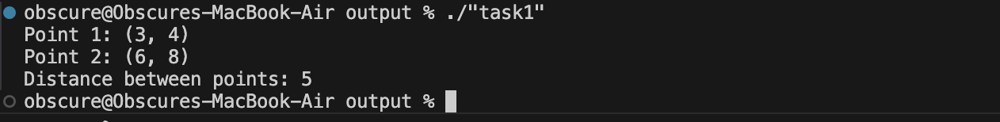 obscure@Obscures-MacBook-Air output % ./"task1"
Point 1: (3, 4)
Point 2: (6, 8)
Distance between points: 5
obscure@Obscures-MacBook-Air output %